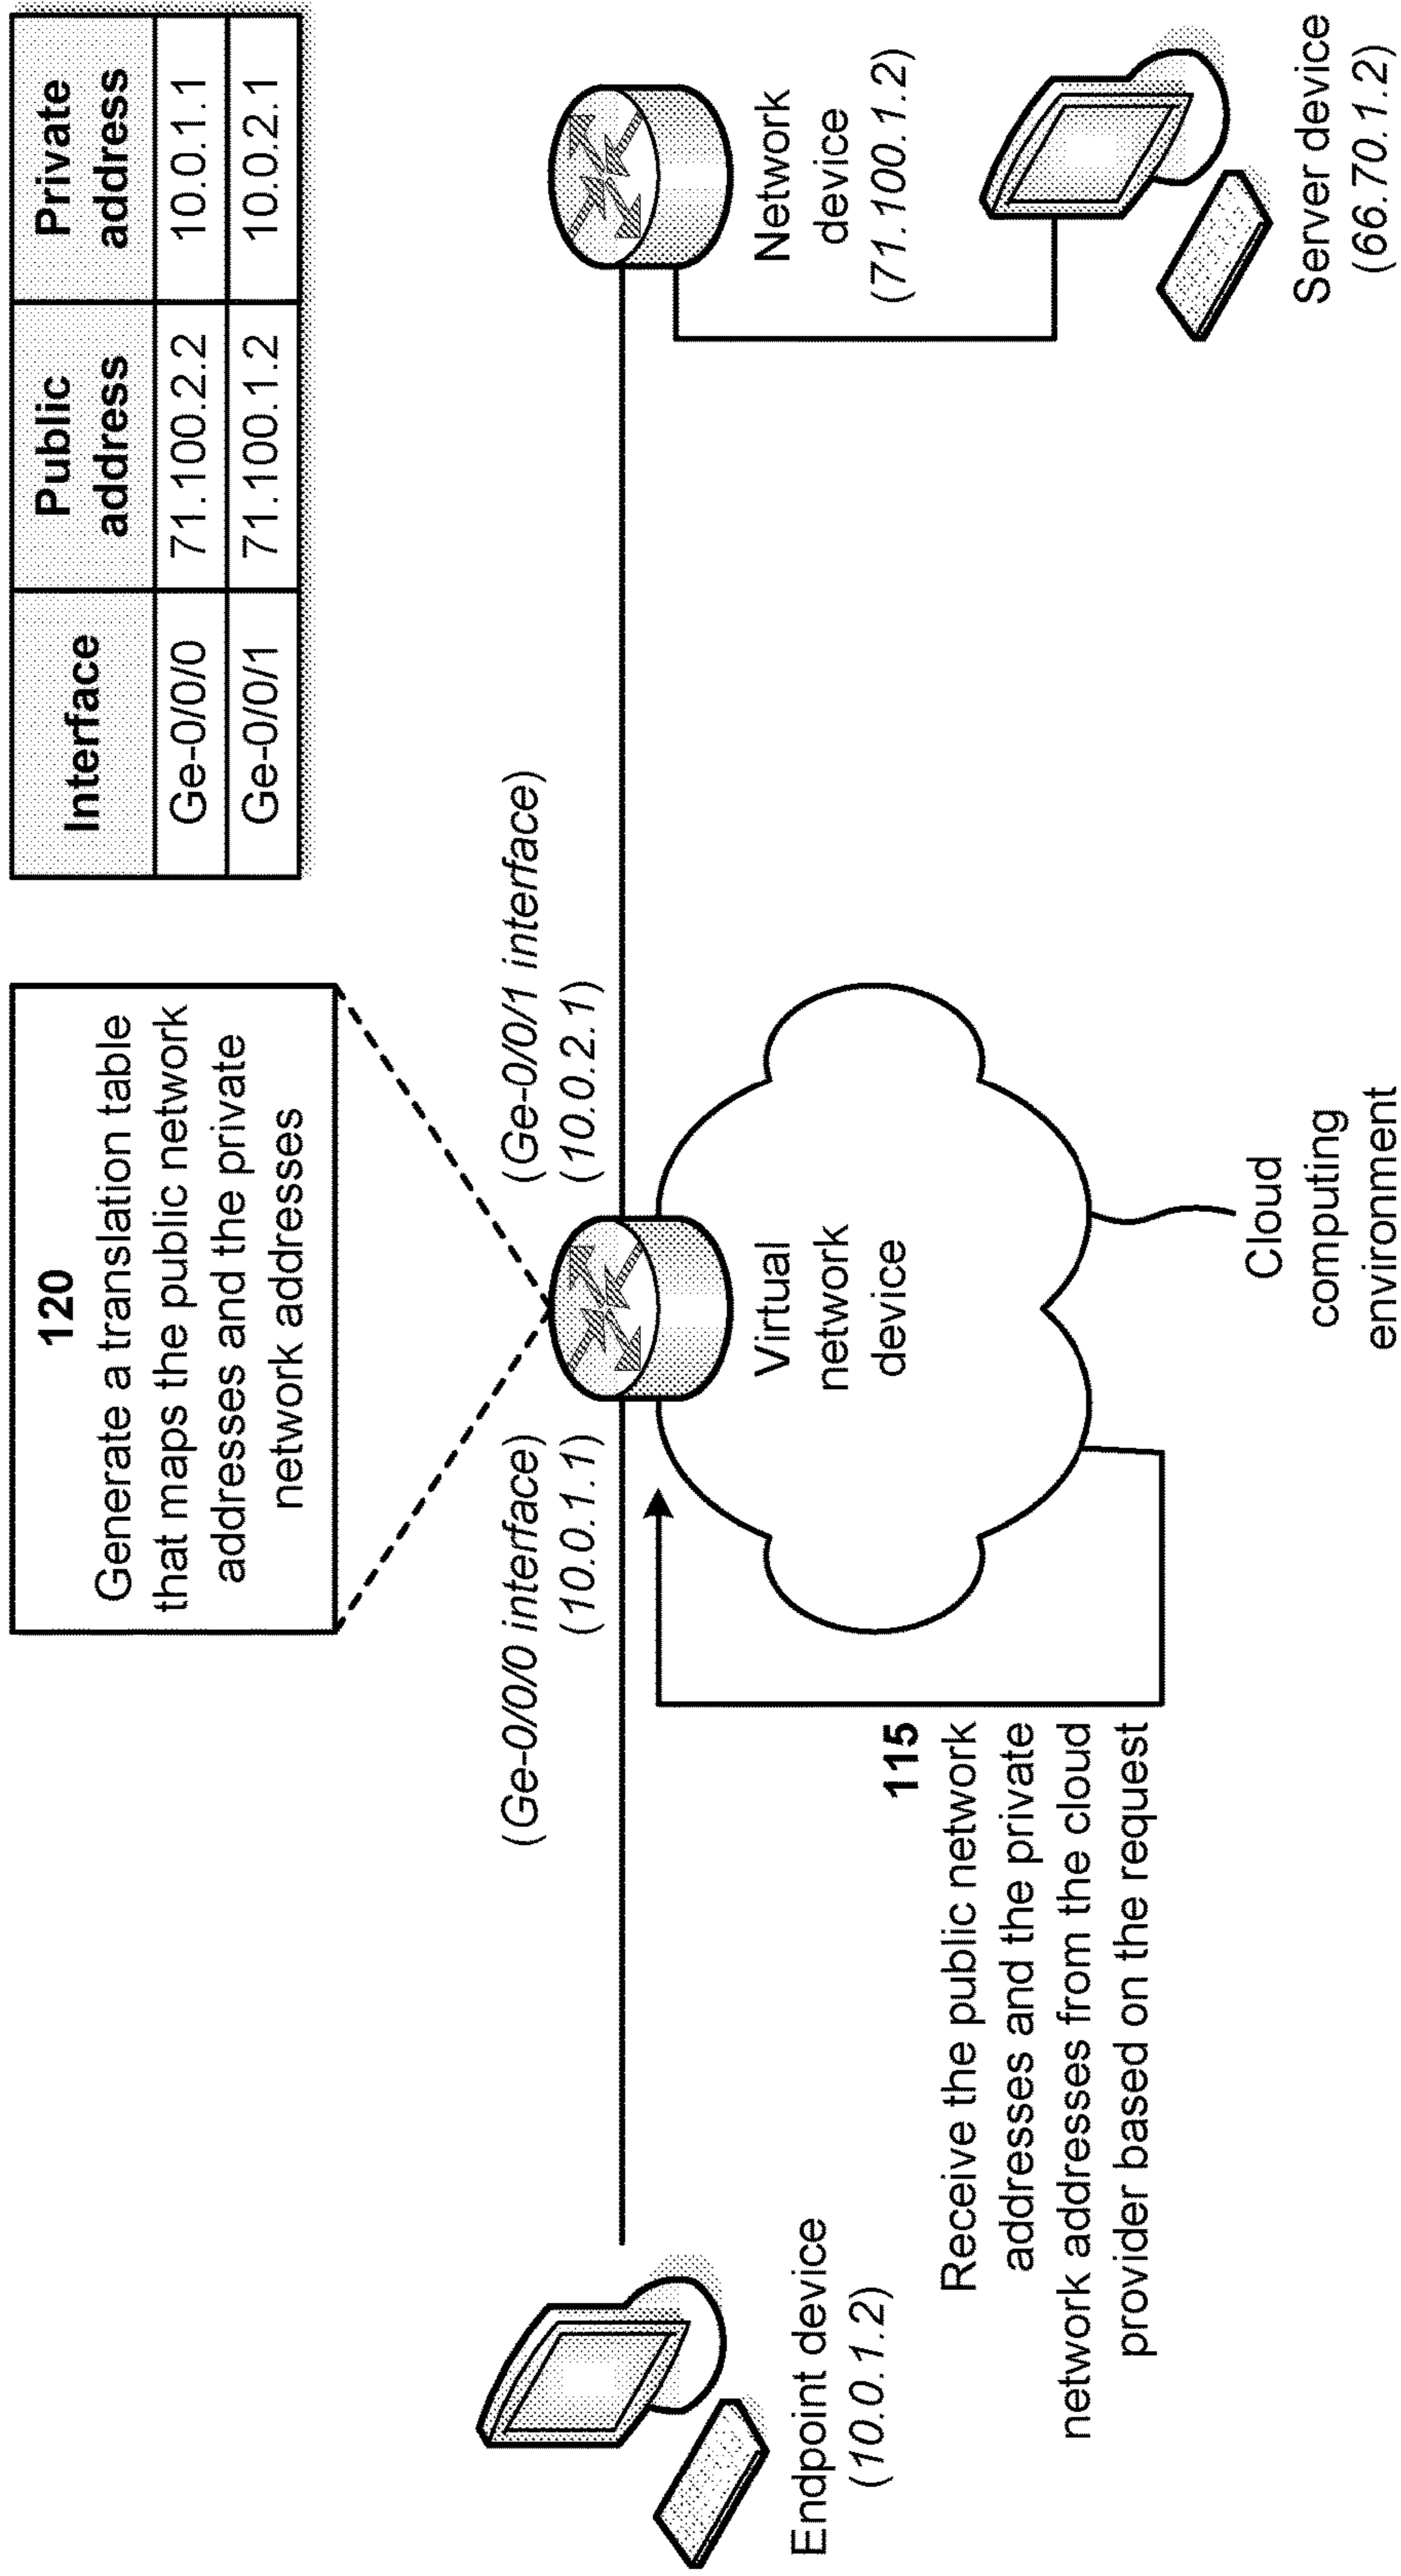 120
Generate a translation table
that maps the public network
addresses and the private
network addresses
Interface
Public
address
Private
address
Ge-0/0/0
71.100.2.2
10.0.1.1
Ge-0/0/1
71.100.1.2
10.0.2.1
(Ge-0/0/0 interface)
(10.0.1.1)
(Ge-0/0/1 interface)
(10.0.2.1)
Endpoint device
(10.0.1.2)
Virtual
network
device
Network
device
(71.100.1.2)
115
Receive the public network
addresses and the private
network addresses from the cloud
provider based on the request
Cloud
computing
environment
Server device
(66.70.1.2)